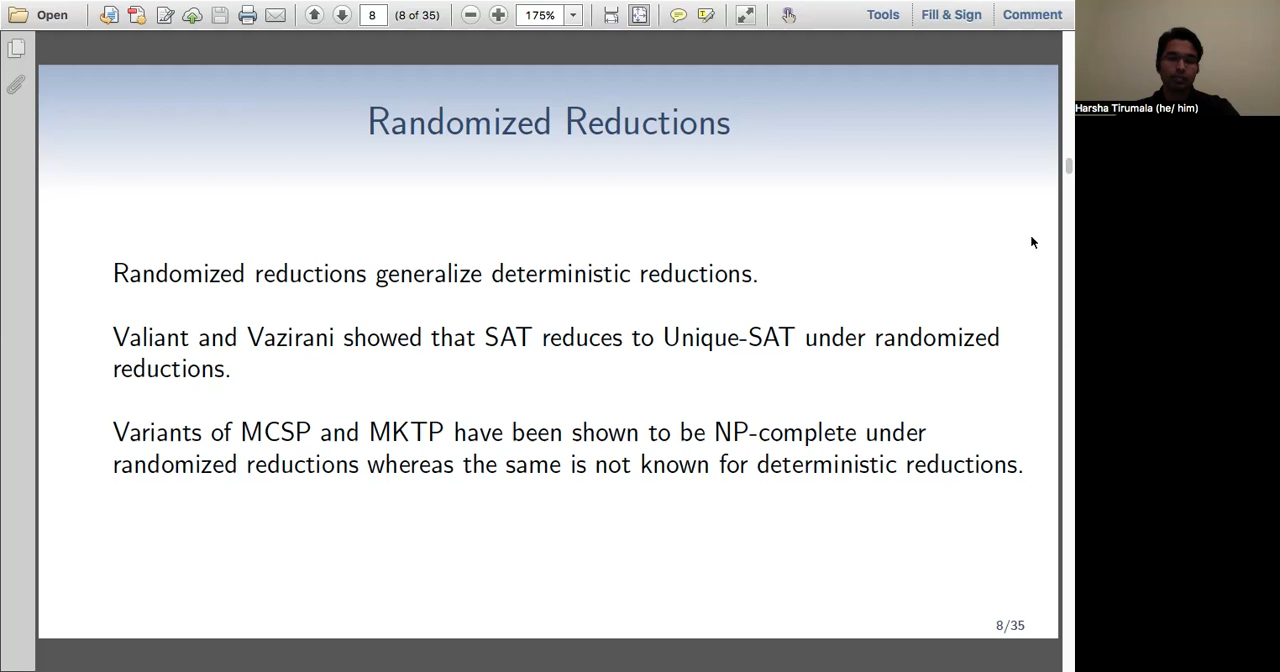 Open
8
(8 of 35)
175%
Tools
Fill & Sign
Comment
Harsha Tirumala (he/ him)
Randomized Reductions
Randomized reductions generalize deterministic reductions.
Valiant and Vazirani showed that SAT reduces to Unique-SAT under randomized
reductions.
Variants of MCSP and MKTP have been shown to be NP-complete under
randomized reductions whereas the same is not known for deterministic reductions.
8/35